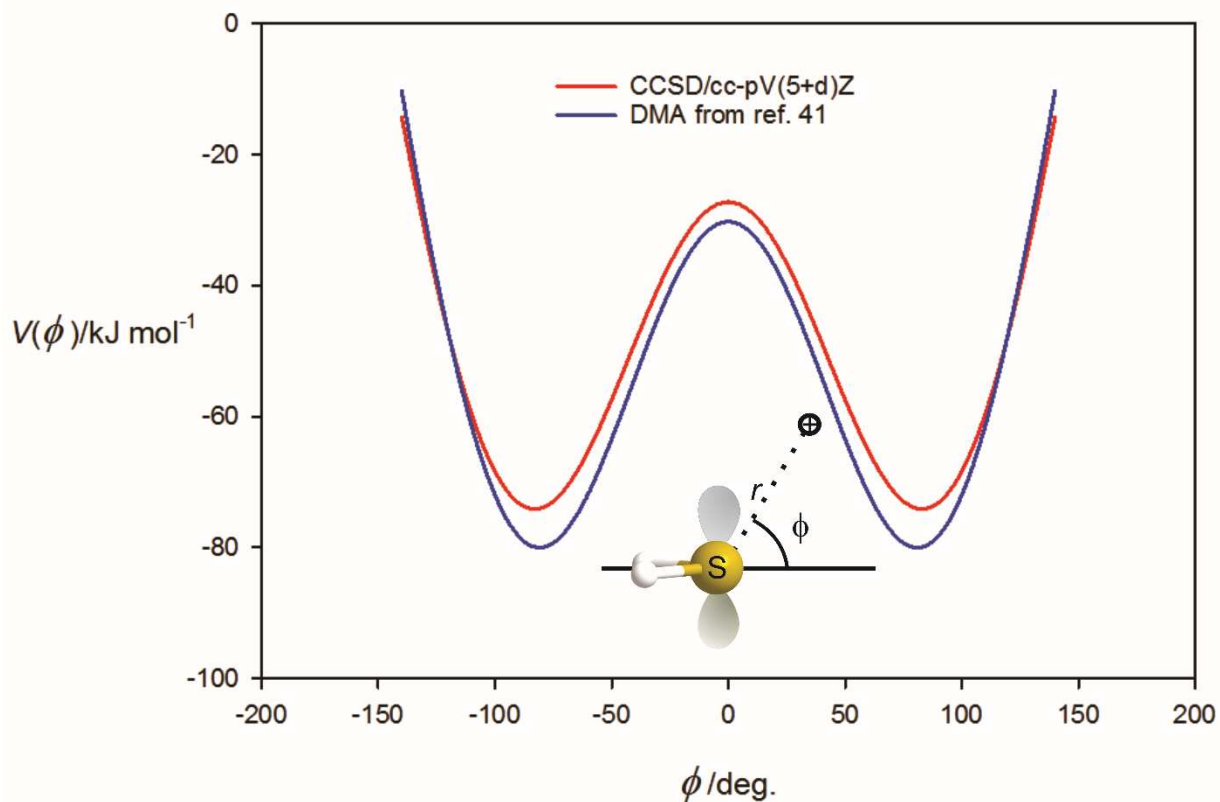 0
-20
-40
-60
-80
-100
V(ϕ)/kJ mol⁻¹
CCSD/cc-pV(5+d)Z
DMA from ref. 41
r
ϕ
S
-200 -150 -100 -50 0 50 100 150 200
ϕ /deg.